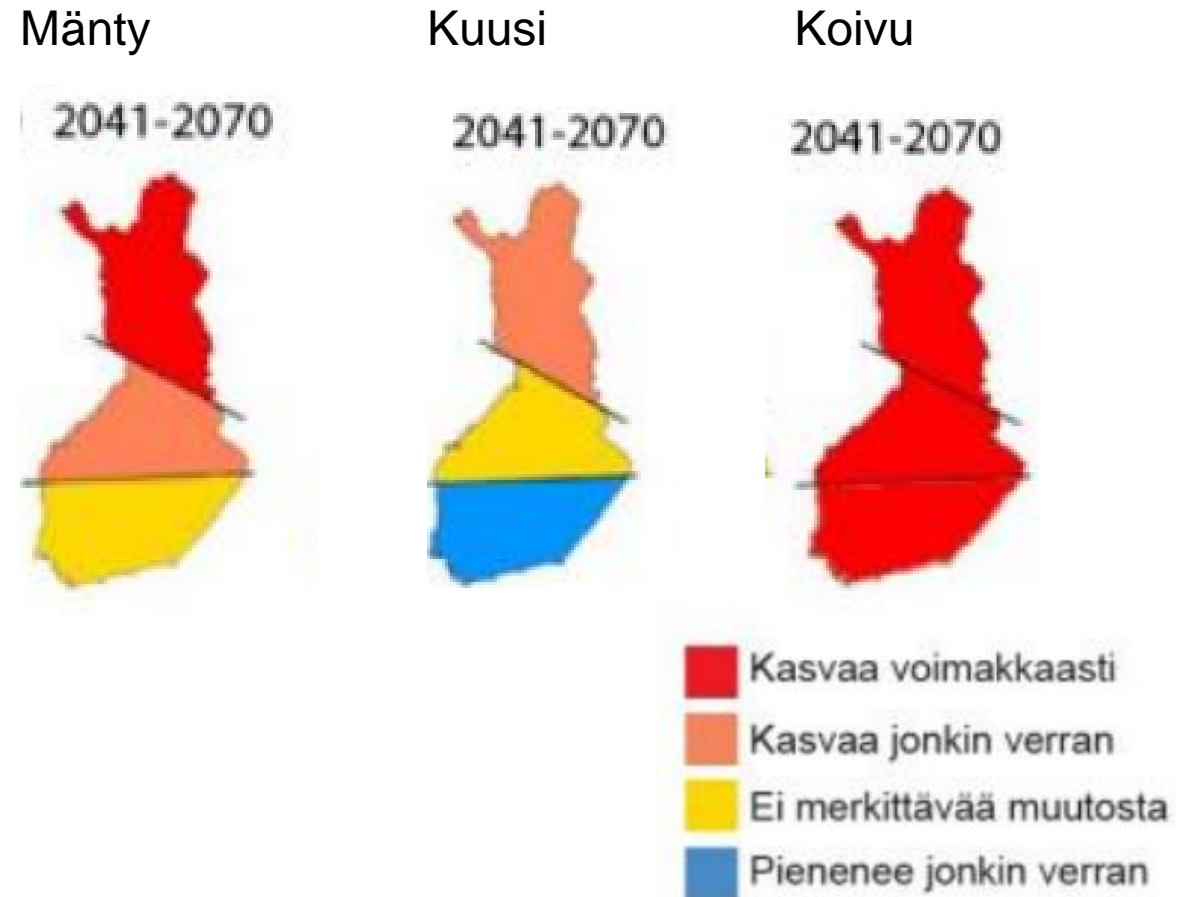 Mänty
Kuusi
Koivu
2041-2070
2041-2070
2041-2070
Kasvaa voimakkaasti
Kasvaa jonkin verran
Ei merkittävää muutosta
Pienenee jonkin verran